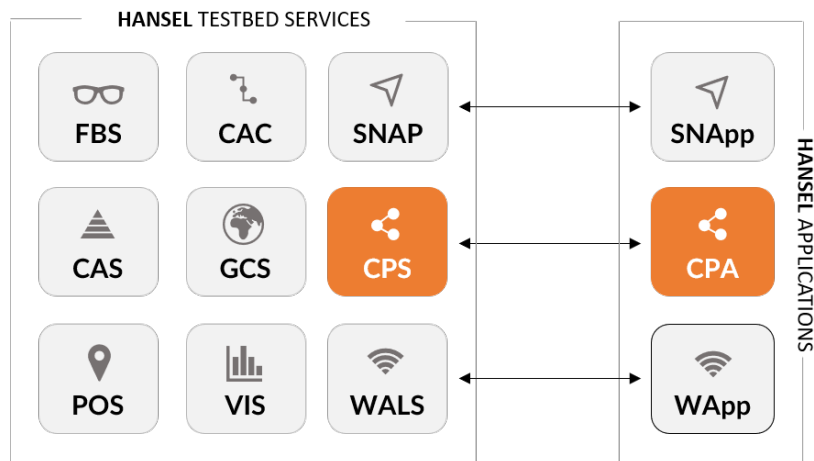 HANSEL TESTBED SERVICES
FBS
CAC
SNAP
SNApp
CAS
GCS
CPS
CPA
POS
VIS
WALS
WApp
HANSEL APPLICATIONS